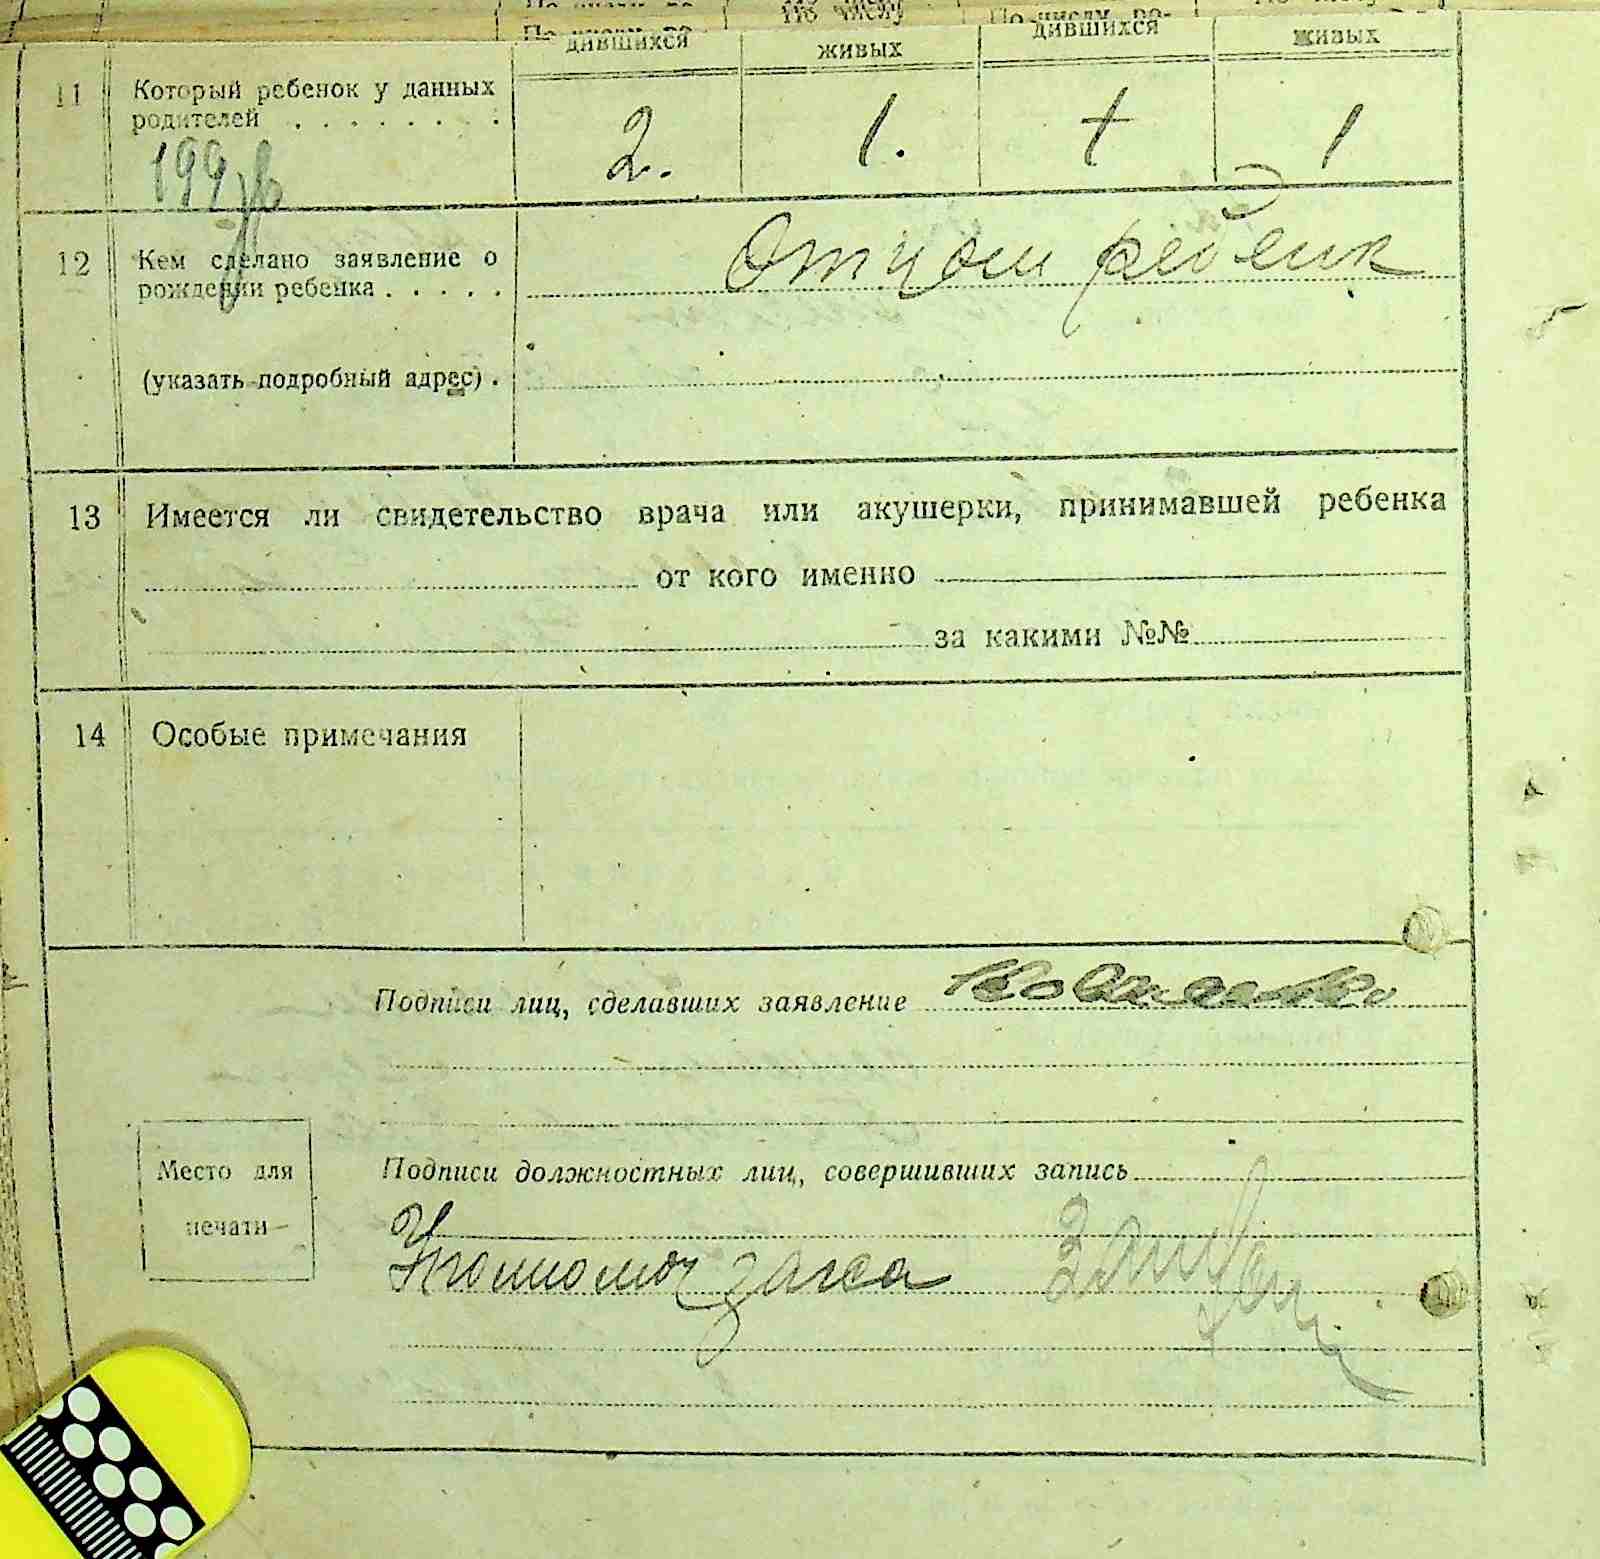 По числу ро- По числу По числу ро- По числу
дившихся живых дившихся живых
11 Который ребенок у данных
родителей . . . . . . . .
2. 1. † 1
199
12 Кем сделано заявление о
рождении ребенка . . . . .
Отцом ребенк
(указать подробный адрес) .
13 Имеется ли свидетельство врача или акушерки, принимавшей ребенка
от кого именно
за какими №№
14 Особые примечания
Подписи лиц, сделавших заявление
Место для
печати
Подписи должностных лиц, совершивших запись
Уполномоч загса